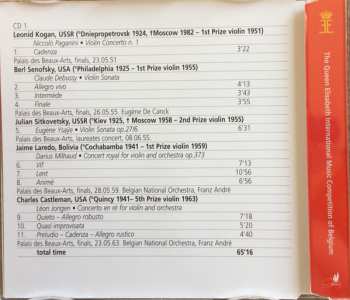 CD 1
Leonid Kogan, USSR (°Dniepropetrovsk 1924, †Moscow 1982 – 1st Prize violin 1951)
Niccolò Paganini • Violin Concerto n. 1
1. Cadenza 3'22
Palais des Beaux-Arts, finals, 23.05.51
Berl Senofsky, USA (°Philadelphia 1925 – 1st Prize violin 1955)
Claude Debussy • Violin Sonata
2. Allegro vivo 4'13
3. Intermède 3'43
4. Finale 3'55
Palais des Beaux-Arts, finals, 26.05.55 Eugène De Canck
Julian Sitkovetsky, USSR (°Kiev 1925, † Moscow 1958 – 2nd Prize violin 1955)
5. Eugène Ysaÿe • Violin Sonata op.27/6 6'31
Palais des Beaux-Arts, laureates concert, 08.06.55
Jaime Laredo, Bolivia (°Cochabamba 1941 – 1st Prize violin 1959)
Darius Milhaud • Concert royal for violin and orchestra op.373
6. Vif 7'13
7. Lent 10'56
8. Animé 6'56
Palais des Beaux-Arts, finals, 28.05.59. Belgian National Orchestra, Franz André
Charles Castleman, USA (°Quincy 1941– 5th Prize violin 1963)
Léon Jongen • Concerto en ré for violin and orchestra
9. Quieto – Allegro robusto 7'18
10. Quasi improvisata 5'20
11. Preludio – Cadenza – Allegro rustico 4'40
Palais des Beaux-Arts, finals, 23.05.63. Belgian National Orchestra, Franz André
total time 65'16
The Queen Elisabeth International Music Competition of Belgium